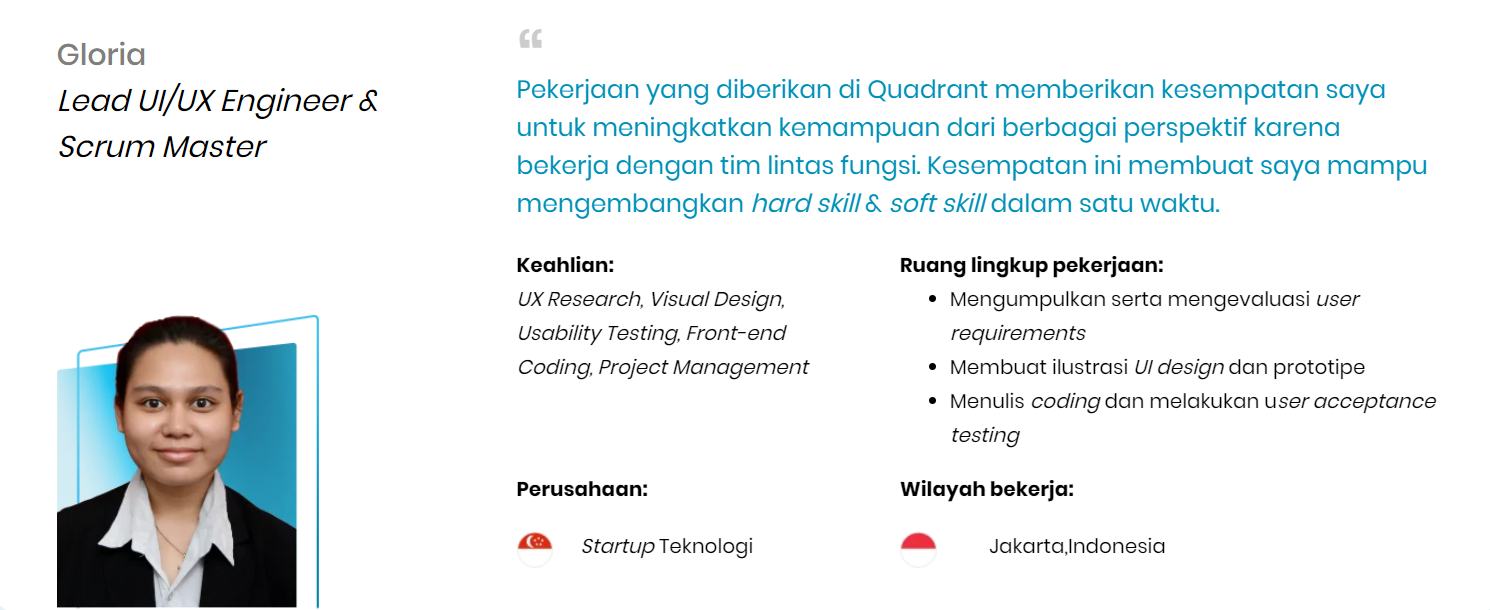 Gloria
Lead UI/UX Engineer &
Scrum Master
“
Pekerjaan yang diberikan di Quadrant memberikan kesempatan saya
untuk meningkatkan kemampuan dari berbagai perspektif karena
bekerja dengan tim lintas fungsi. Kesempatan ini membuat saya mampu
mengembangkan hard skill & soft skill dalam satu waktu.
Keahlian:
UX Research, Visual Design,
Usability Testing, Front-end
Coding, Project Management
Ruang lingkup pekerjaan:
• Mengumpulkan serta mengevaluasi user
requirements
• Membuat ilustrasi UI design dan prototipe
• Menulis coding dan melakukan user acceptance
testing
Perusahaan:
Startup Teknologi
Wilayah bekerja:
Jakarta,Indonesia